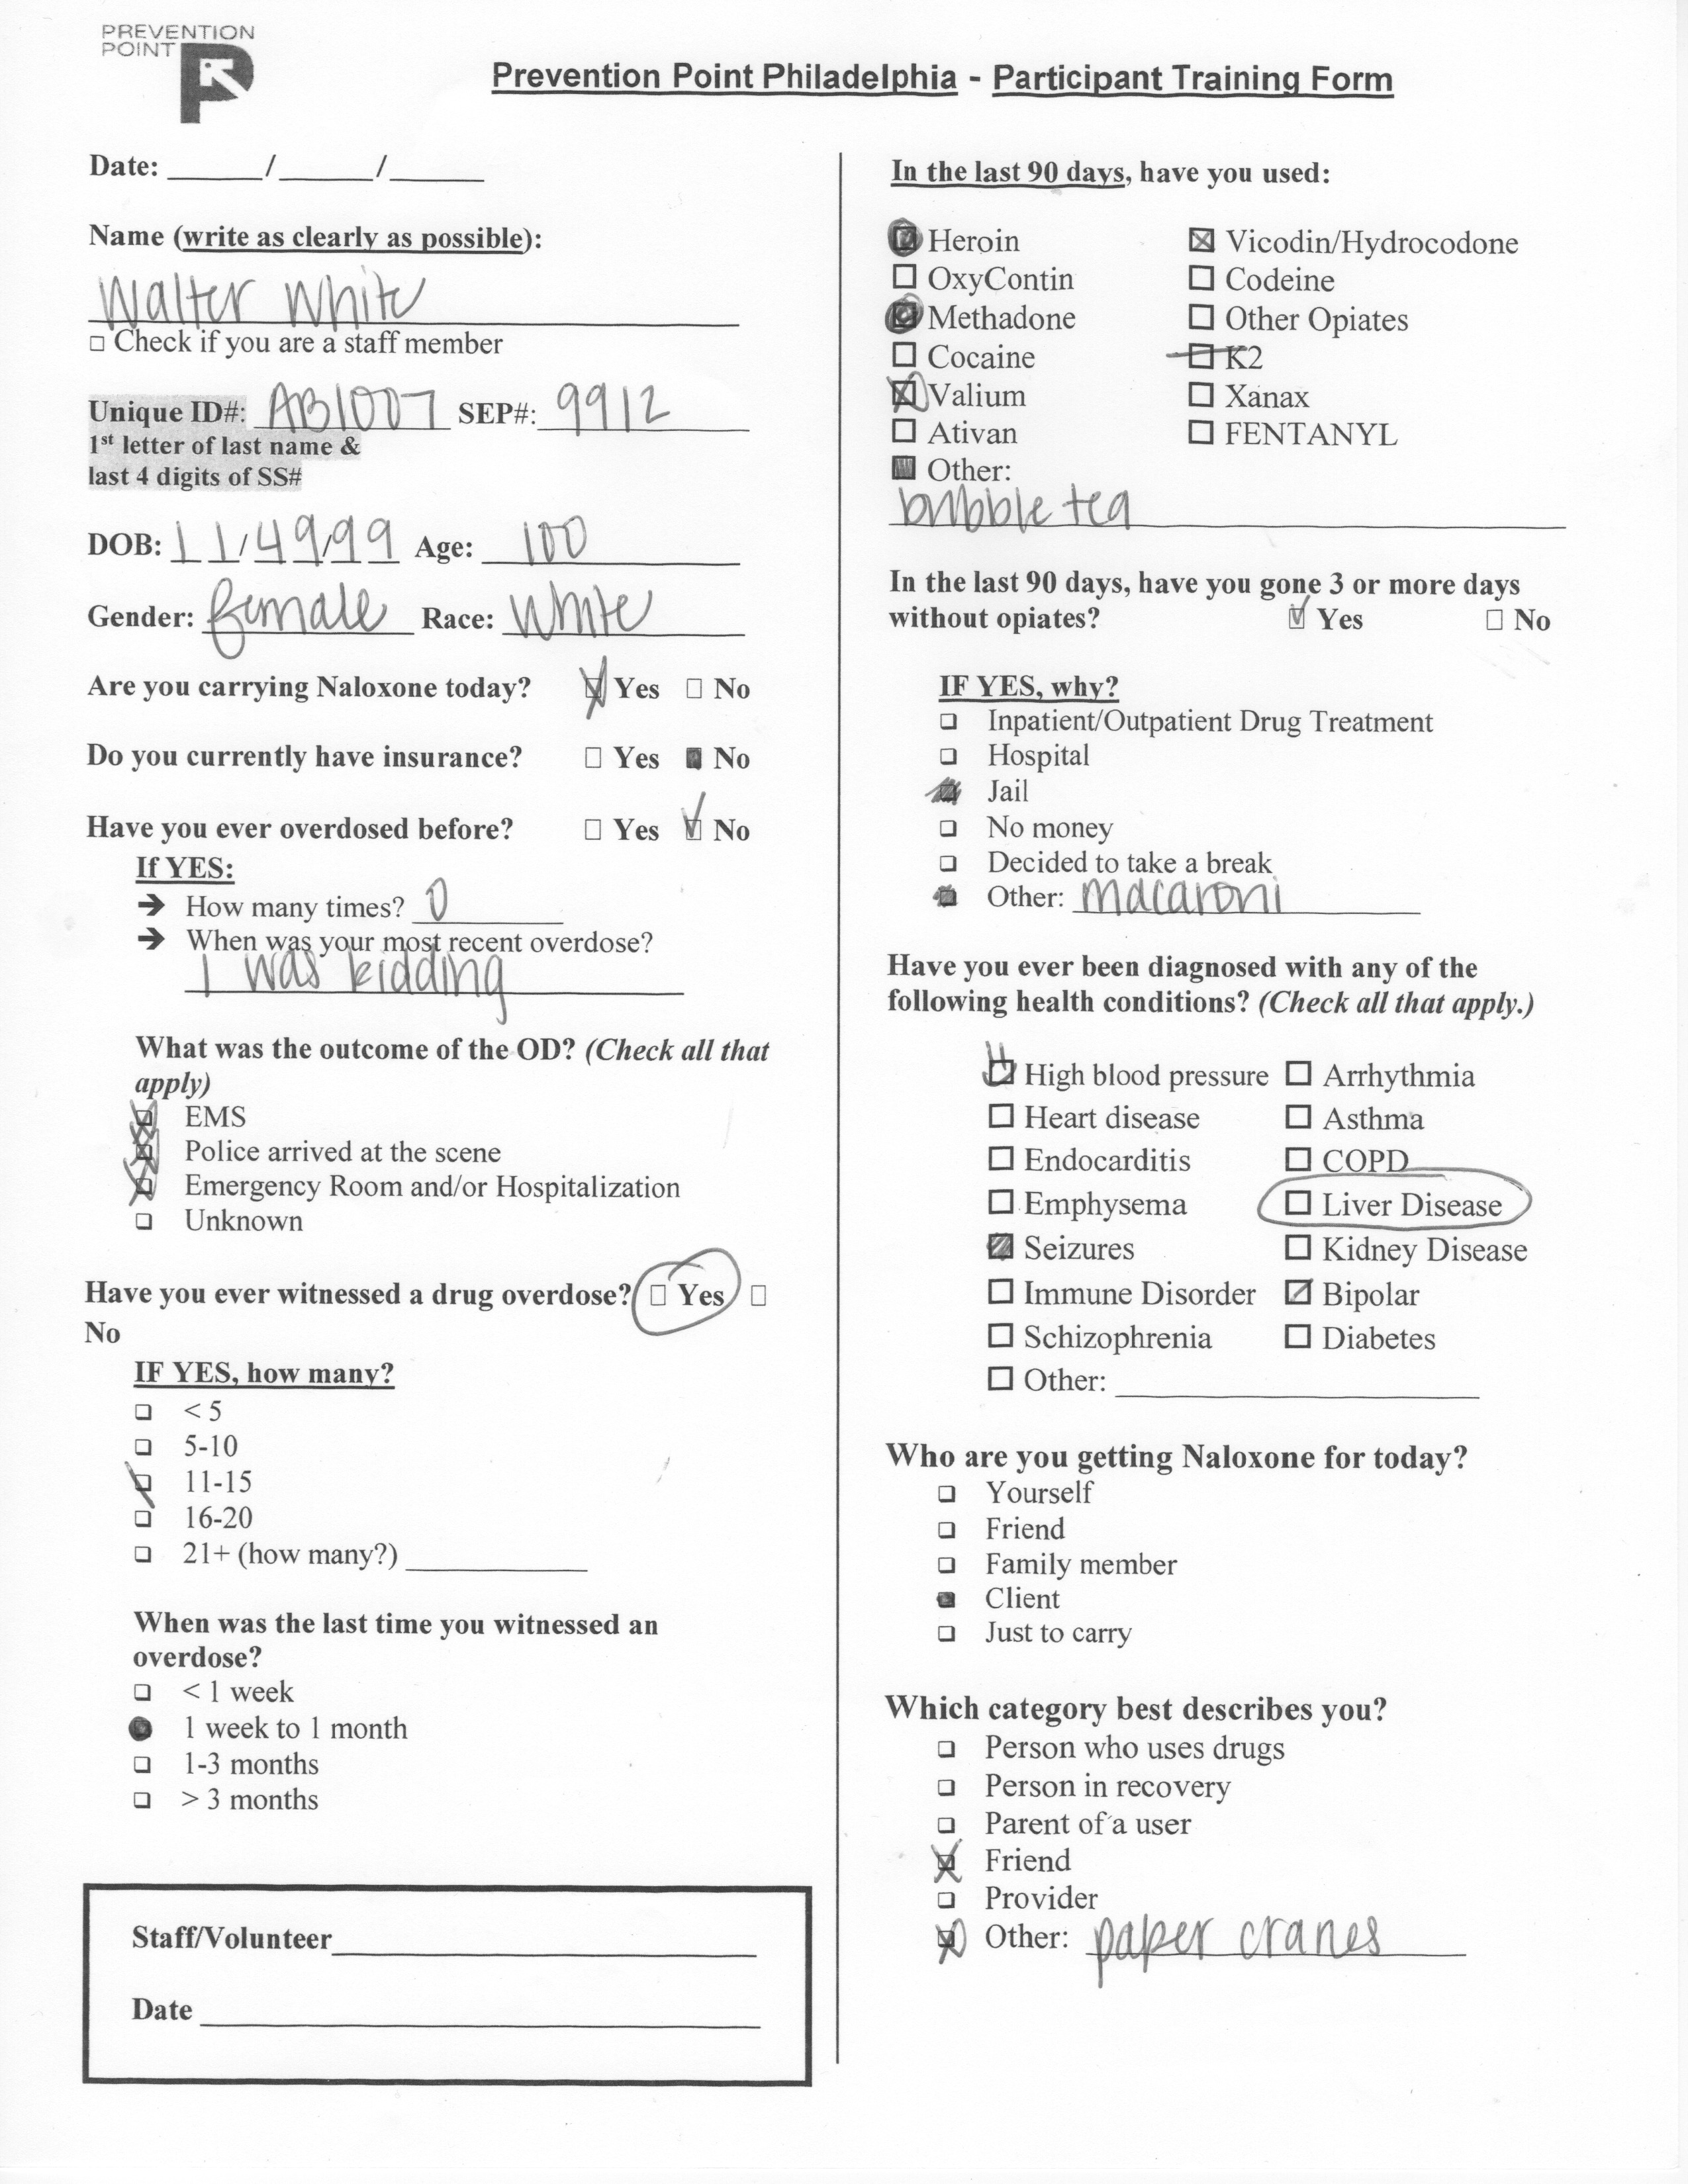 PREVENTION
POINT
Prevention Point Philadelphia - Participant Training Form
Date: ______/______/______
Name (write as clearly as possible):
Walter White
□ Check if you are a staff member
Unique ID#: AB1007 SEP#: 9912
1st letter of last name &
last 4 digits of SS#
DOB: 11/49/99 Age: 100
Gender: female Race: White
Are you carrying Naloxone today? ☒ Yes □ No
Do you currently have insurance? □ Yes ■ No
Have you ever overdosed before? □ Yes ☑ No
If YES:
➔ How many times? 0
➔ When was your most recent overdose?
I was kidding
What was the outcome of the OD? (Check all that
apply)
☒ EMS
☒ Police arrived at the scene
☒ Emergency Room and/or Hospitalization
□ Unknown
Have you ever witnessed a drug overdose? □ Yes □
No
IF YES, how many?
□ < 5
□ 5-10
☒ 11-15
□ 16-20
□ 21+ (how many?) ____________
When was the last time you witnessed an
overdose?
□ < 1 week
■ 1 week to 1 month
□ 1-3 months
□ > 3 months
Staff/Volunteer____________
Date ____________
In the last 90 days, have you used:
■ Heroin ☒ Vicodin/Hydrocodone
□ OxyContin □ Codeine
■ Methadone □ Other Opiates
□ Cocaine □ K2
☒ Valium □ Xanax
□ Ativan □ FENTANYL
■ Other:
bubble tea
In the last 90 days, have you gone 3 or more days
without opiates? ☑ Yes □ No
IF YES, why?
□ Inpatient/Outpatient Drug Treatment
□ Hospital
■ Jail
□ No money
□ Decided to take a break
■ Other: macaroni
Have you ever been diagnosed with any of the
following health conditions? (Check all that apply.)
☑ High blood pressure □ Arrhythmia
□ Heart disease □ Asthma
□ Endocarditis □ COPD
□ Emphysema □ Liver Disease
■ Seizures □ Kidney Disease
□ Immune Disorder ☑ Bipolar
□ Schizophrenia □ Diabetes
□ Other: ____________
Who are you getting Naloxone for today?
□ Yourself
□ Friend
□ Family member
■ Client
□ Just to carry
Which category best describes you?
□ Person who uses drugs
□ Person in recovery
□ Parent of a user
☒ Friend
□ Provider
☒ Other: paper cranes